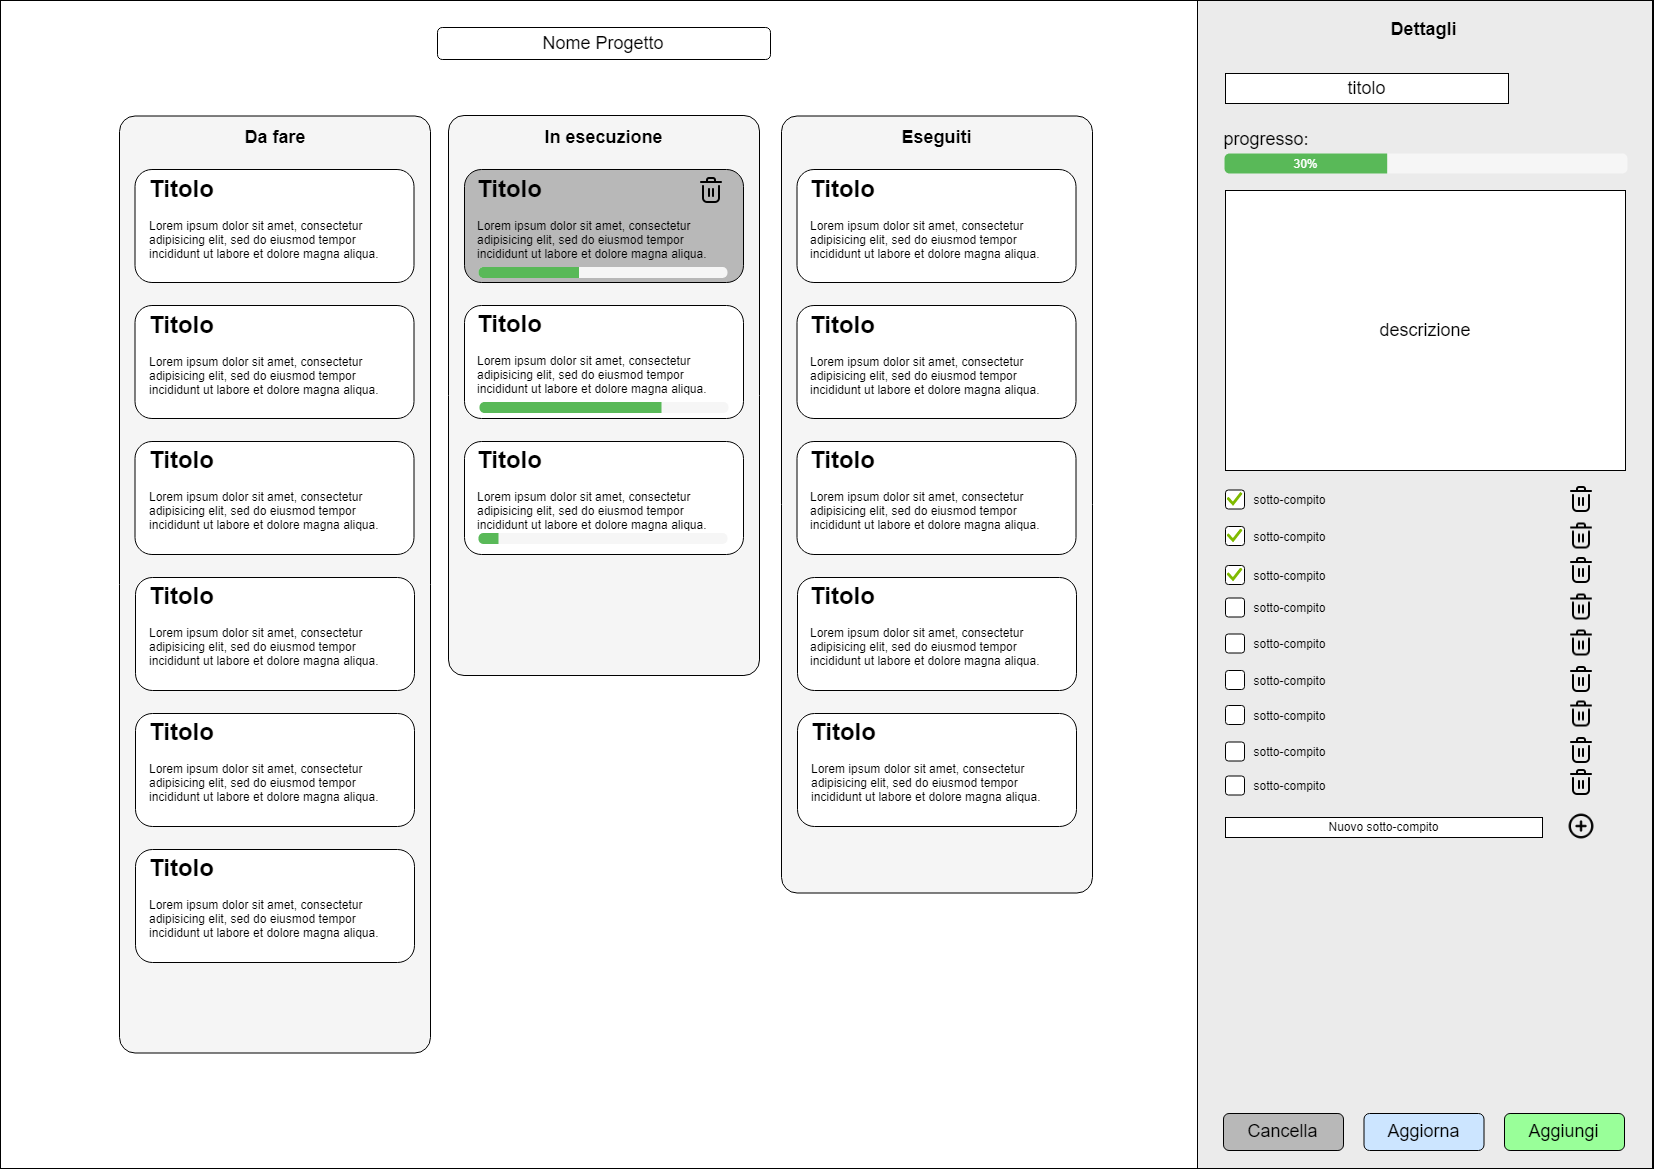 Nome Progetto
Da fare
Titolo
Lorem ipsum dolor sit amet, consectetur
adipisicing elit, sed do eiusmod tempor
incididunt ut labore et dolore magna aliqua.
Titolo
Lorem ipsum dolor sit amet, consectetur
adipisicing elit, sed do eiusmod tempor
incididunt ut labore et dolore magna aliqua.
Titolo
Lorem ipsum dolor sit amet, consectetur
adipisicing elit, sed do eiusmod tempor
incididunt ut labore et dolore magna aliqua.
Titolo
Lorem ipsum dolor sit amet, consectetur
adipisicing elit, sed do eiusmod tempor
incididunt ut labore et dolore magna aliqua.
Titolo
Lorem ipsum dolor sit amet, consectetur
adipisicing elit, sed do eiusmod tempor
incididunt ut labore et dolore magna aliqua.
Titolo
Lorem ipsum dolor sit amet, consectetur
adipisicing elit, sed do eiusmod tempor
incididunt ut labore et dolore magna aliqua.
In esecuzione
Titolo
Lorem ipsum dolor sit amet, consectetur
adipisicing elit, sed do eiusmod tempor
incididunt ut labore et dolore magna aliqua.
Titolo
Lorem ipsum dolor sit amet, consectetur
adipisicing elit, sed do eiusmod tempor
incididunt ut labore et dolore magna aliqua.
Titolo
Lorem ipsum dolor sit amet, consectetur
adipisicing elit, sed do eiusmod tempor
incididunt ut labore et dolore magna aliqua.
Eseguiti
Titolo
Lorem ipsum dolor sit amet, consectetur
adipisicing elit, sed do eiusmod tempor
incididunt ut labore et dolore magna aliqua.
Titolo
Lorem ipsum dolor sit amet, consectetur
adipisicing elit, sed do eiusmod tempor
incididunt ut labore et dolore magna aliqua.
Titolo
Lorem ipsum dolor sit amet, consectetur
adipisicing elit, sed do eiusmod tempor
incididunt ut labore et dolore magna aliqua.
Titolo
Lorem ipsum dolor sit amet, consectetur
adipisicing elit, sed do eiusmod tempor
incididunt ut labore et dolore magna aliqua.
Titolo
Lorem ipsum dolor sit amet, consectetur
adipisicing elit, sed do eiusmod tempor
incididunt ut labore et dolore magna aliqua.
Dettagli
titolo
progresso:
30%
descrizione
sotto-compito
sotto-compito
sotto-compito
sotto-compito
sotto-compito
sotto-compito
sotto-compito
sotto-compito
sotto-compito
Nuovo sotto-compito
Cancella
Aggiorna
Aggiungi